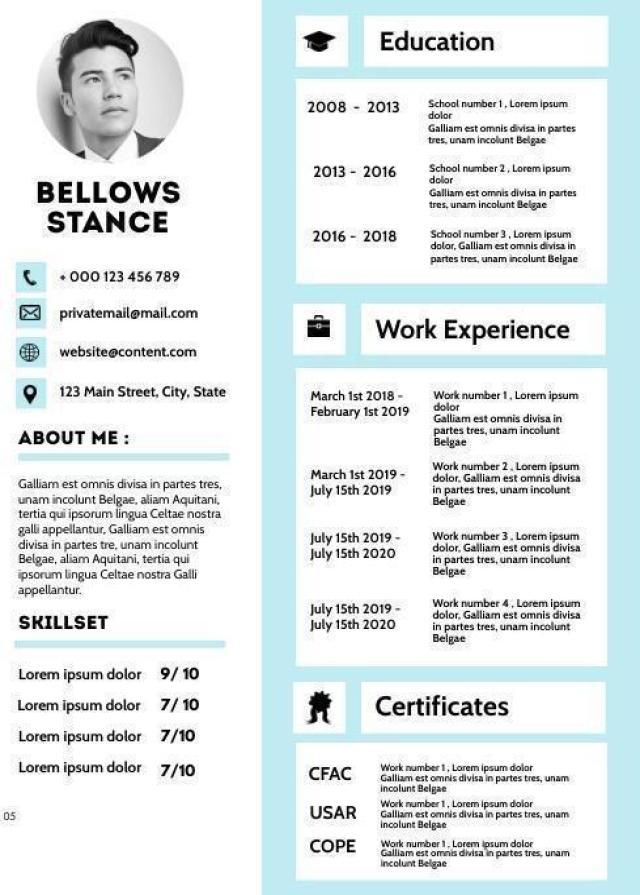 BELLOWS
STANCE
+ 000 123 456 789
privatemail@mail.com
website@content.com
123 Main Street, City, State
ABOUT ME :
Galliam est omnis divisa in partes tres,
unam incolunt Belgae, aliam Aquitani,
tertia qui ipsorum lingua Celtae nostra
galli appellantur, Galliam est omnis
divisa in partes tre, unam incolunt
Belgae, aliam Aquitani, tertia qui
ipsorum lingua Celtae nostra Galli
appellantur.
SKILLSET
Lorem ipsum dolor 9/ 10
Lorem ipsum dolor 7/ 10
Lorem ipsum dolor 7/10
Lorem ipsum dolor 7/10
05
Education
2008 - 2013
School number 1 , Lorem ipsum
dolor
Galliam est omnis divisa in partes
tres, unam incolunt Belgae
2013 - 2016
School number 2 , Lorem ipsum
dolor
Galliam est omnis divisa in partes
tres, unam incolunt Belgae
2016 - 2018
School number 3 , Lorem ipsum
dolor, Galliam est omnis divisa in
partes tres, unam incolunt Belgae
Work Experience
March 1st 2018 -
February 1st 2019
Work number 1 , Lorem ipsum
dolor
Galliam est omnis divisa in
partes tres, unam incolunt
Belgae
March 1st 2019 -
July 15th 2019
Work number 2 , Lorem ipsum
dolor, Galliam est omnis divisa
in partes tres, unam incolunt
Belgae
July 15th 2019 -
July 15th 2020
Work number 3 , Lorem ipsum
dolor, Galliam est omnis divisa
in partes tres, unam incolunt
Belgae
July 15th 2019 -
July 15th 2020
Work number 4 , Lorem ipsum
dolor, Galliam est omnis divisa
in partes tres, unam incolunt
Belgae
Certificates
CFAC
Work number 1 , Lorem ipsum dolor
Galliam est omnis divisa in partes tres, unam
incolunt Belgae
USAR
Work number 1 , Lorem ipsum dolor
Galliam est omnis divisa in partes tres, unam
incolunt Belgae
COPE
Work number 1 , Lorem ipsum dolor
Galliam est omnis divisa in partes tres, unam
incolunt Belgae